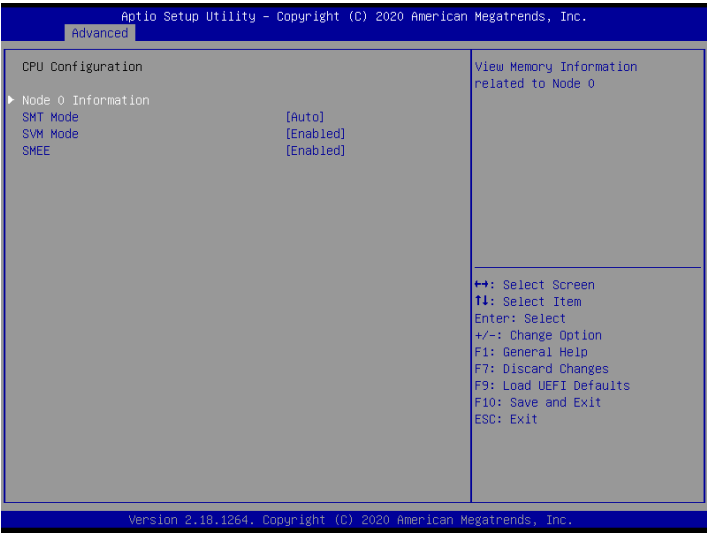 Aptio Setup Utility – Copyright (C) 2020 American Megatrends, Inc.
Advanced
CPU Configuration
Node 0 Information
SMT Mode [Auto]
SVM Mode [Enabled]
SMEE [Enabled]
View Memory Information
related to Node 0
↔: Select Screen
↑↓: Select Item
Enter: Select
+/-: Change Option
F1: General Help
F7: Discard Changes
F9: Load UEFI Defaults
F10: Save and Exit
ESC: Exit
Version 2.18.1264. Copyright (C) 2020 American Megatrends, Inc.